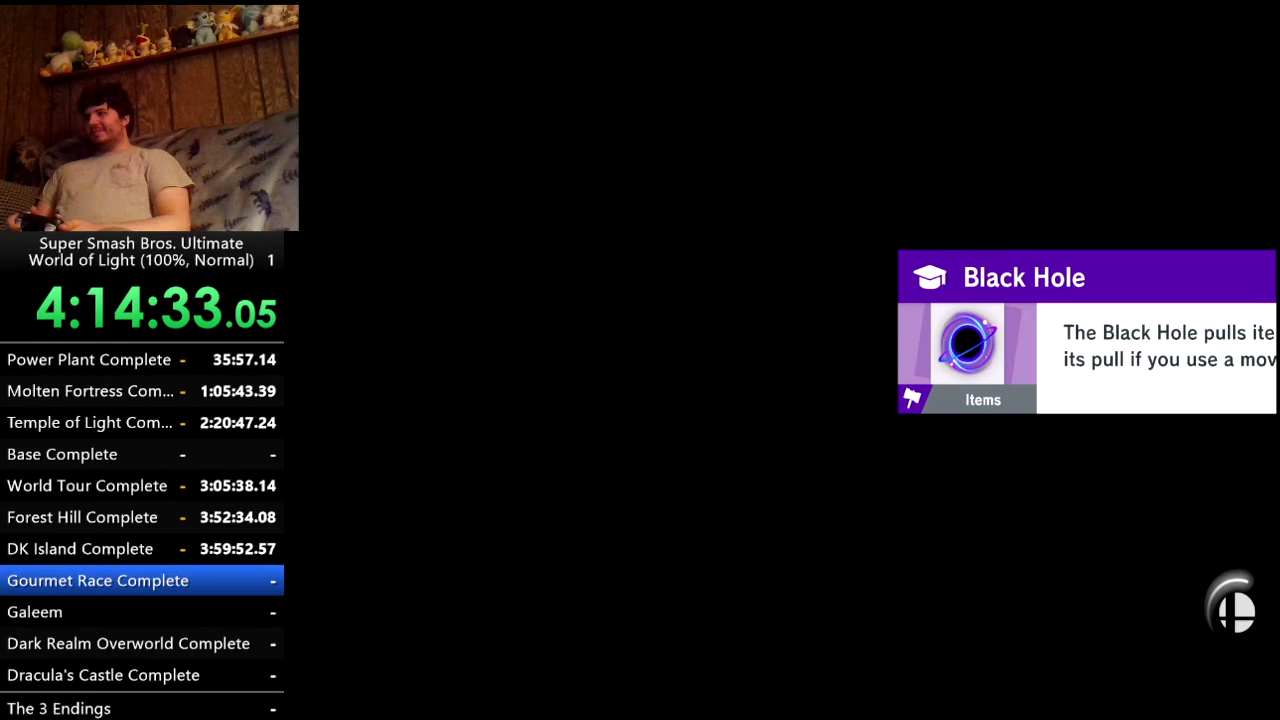 Super Smash Bros. Ultimate
World of Light (100%, Normal) 1
4:14:33.05
Power Plant Complete - 35:57.14
Molten Fortress Com... - 1:05:43.39
Temple of Light Com... - 2:20:47.24
Base Complete - -
World Tour Complete - 3:05:38.14
Forest Hill Complete - 3:52:34.08
DK Island Complete - 3:59:52.57
Gourmet Race Complete -
Galeem -
Dark Realm Overworld Complete -
Dracula's Castle Complete -
The 3 Endings -
Black Hole
The Black Hole pulls ite
its pull if you use a mov
Items